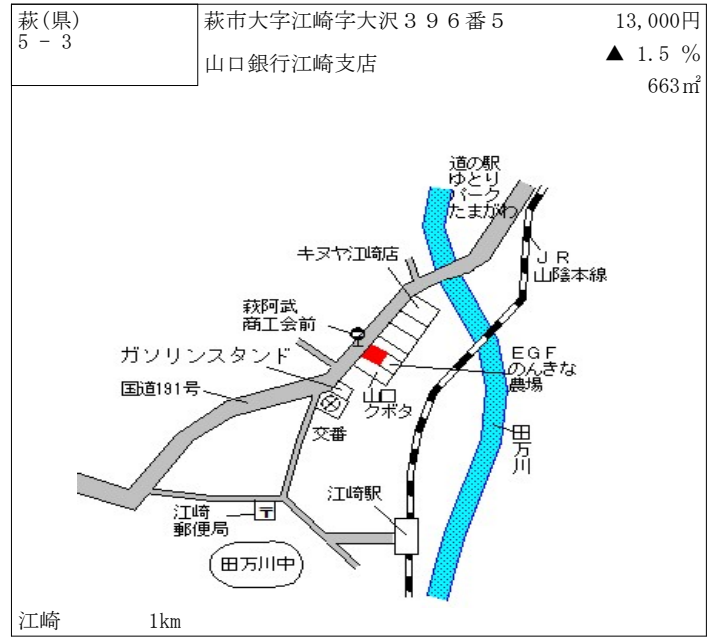 萩(県)
5 - 3
萩市大字江崎字大沢３９６番５
山口銀行江崎支店
13,000円
▲ 1.5 %
663㎡
道の駅
ゆとり
パーク
たまがわ
キヌヤ江崎店
ＪＲ
山陰本線
萩阿武
商工会前
ガソリンスタンド
国道191号
ＥＧＦ
のんきな
農場
山口
クボタ
交番
田
万
川
江崎駅
江崎
郵便局
〒
田万川中
江崎 1km